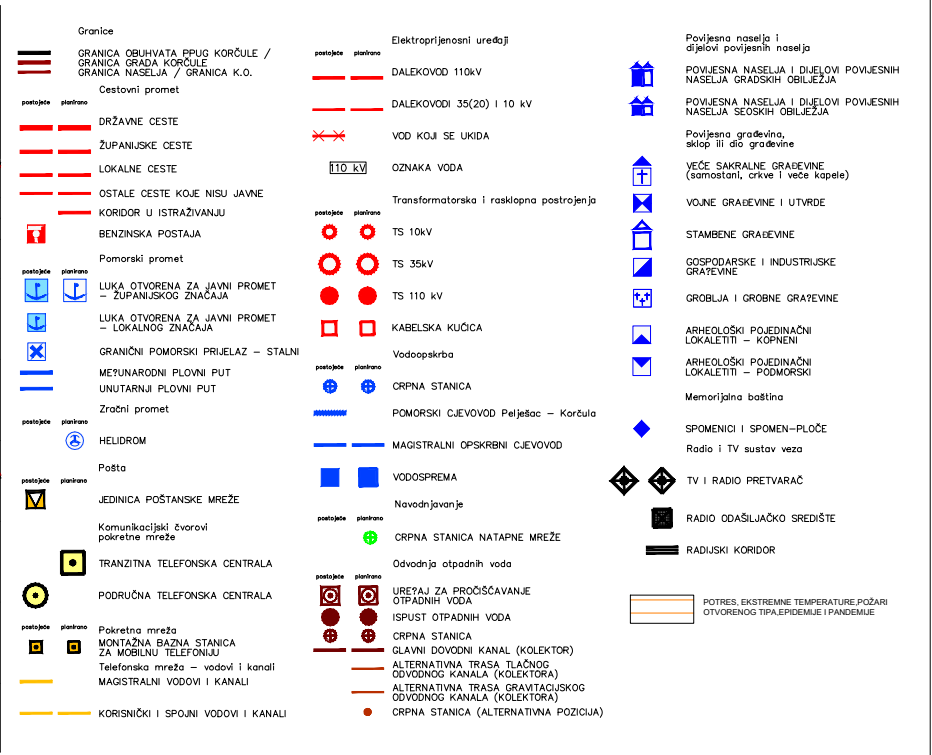 Granice
GRANICA OBUHVATA PPUG KORČULE /
GRANICA GRADA KORČULE
GRANICA NASELJA / GRANICA K.O.
Cestovni promet
postojeće planirano
DRŽAVNE CESTE
ŽUPANIJSKE CESTE
LOKALNE CESTE
OSTALE CESTE KOJE NISU JAVNE
KORIDOR U ISTRAŽIVANJU
BENZINSKA POSTAJA
Pomorski promet
postojeće planirano
LUKA OTVORENA ZA JAVNI PROMET
– ŽUPANIJSKOG ZNAČAJA
LUKA OTVORENA ZA JAVNI PROMET
– LOKALNOG ZNAČAJA
GRANIČNI POMORSKI PRIJELAZ – STALNI
ME?UNARODNI PLOVNI PUT
UNUTARNJI PLOVNI PUT
Zračni promet
postojeće planirano
HELIDROM
Pošta
postojeće planirano
JEDINICA POŠTANSKE MREŽE
Komunikacijski čvorovi
pokretne mreže
TRANZITNA TELEFONSKA CENTRALA
PODRUČNA TELEFONSKA CENTRALA
postojeće planirano
Pokretna mreža
MONTAŽNA BAZNA STANICA
ZA MOBILNU TELEFONIJU
Telefonska mreža – vodovi i kanali
MAGISTRALNI VODOVI I KANALI
KORISNIČKI I SPOJNI VODOVI I KANALI
Elektroprijenosni uređaji
postojeće planirano
DALEKOVOD 110kV
DALEKOVODI 35(20) I 10 kV
VOD KOJI SE UKIDA
110 kV OZNAKA VODA
Transformatorska i rasklopna postrojenja
postojeće planirano
TS 10kV
TS 35kV
TS 110 kV
KABELSKA KUĆICA
Vodoopskrba
postojeće planirano
CRPNA STANICA
POMORSKI CJEVOVOD Pelješac – Korčula
MAGISTRALNI OPSKRBNI CJEVOVOD
VODOSPREMA
Navodnjavanje
postojeće planirano
CRPNA STANICA NATAPNE MREŽE
Odvodnja otpadnih voda
postojeće planirano
URE?AJ ZA PROČIŠĆAVANJE
OTPADNIH VODA
ISPUST OTPADNIH VODA
CRPNA STANICA
GLAVNI DOVODNI KANAL (KOLEKTOR)
ALTERNATIVNA TRASA TLAČNOG
ODVODNOG KANALA (KOLEKTORA)
ALTERNATIVNA TRASA GRAVITACIJSKOG
ODVODNOG KANALA (KOLEKTORA)
CRPNA STANICA (ALTERNATIVNA POZICIJA)
Povijesna naselja i
dijelovi povijesnih naselja
POVIJESNA NASELJA I DIJELOVI POVIJESNIH
NASELJA GRADSKIH OBILJEŽJA
POVIJESNA NASELJA I DIJELOVI POVIJESNIH
NASELJA SEOSKIH OBILJEŽJA
Povijesna građevina,
sklop ili dio građevine
VEČE SAKRALNE GRAĐEVINE
(samostani, crkve i veče kapele)
VOJNE GRAĐEVINE I UTVRDE
STAMBENE GRAĐEVINE
GOSPODARSKE I INDUSTRIJSKE
GRA?EVINE
GROBLJA I GROBNE GRA?EVINE
ARHEOLOŠKI POJEDINAČNI
LOKALETITI – KOPNENI
ARHEOLOŠKI POJEDINAČNI
LOKALETITI – PODMORSKI
Memorijalna baština
SPOMENICI I SPOMEN–PLOČE
Radio i TV sustav veza
TV I RADIO PRETVARAČ
RADIO ODAŠILJAČKO SREDIŠTE
RADIJSKI KORIDOR
POTRES, EKSTREMNE TEMPERATURE,POŽARI
OTVORENOG TIPA,EPIDEMIJE I PANDEMIJE